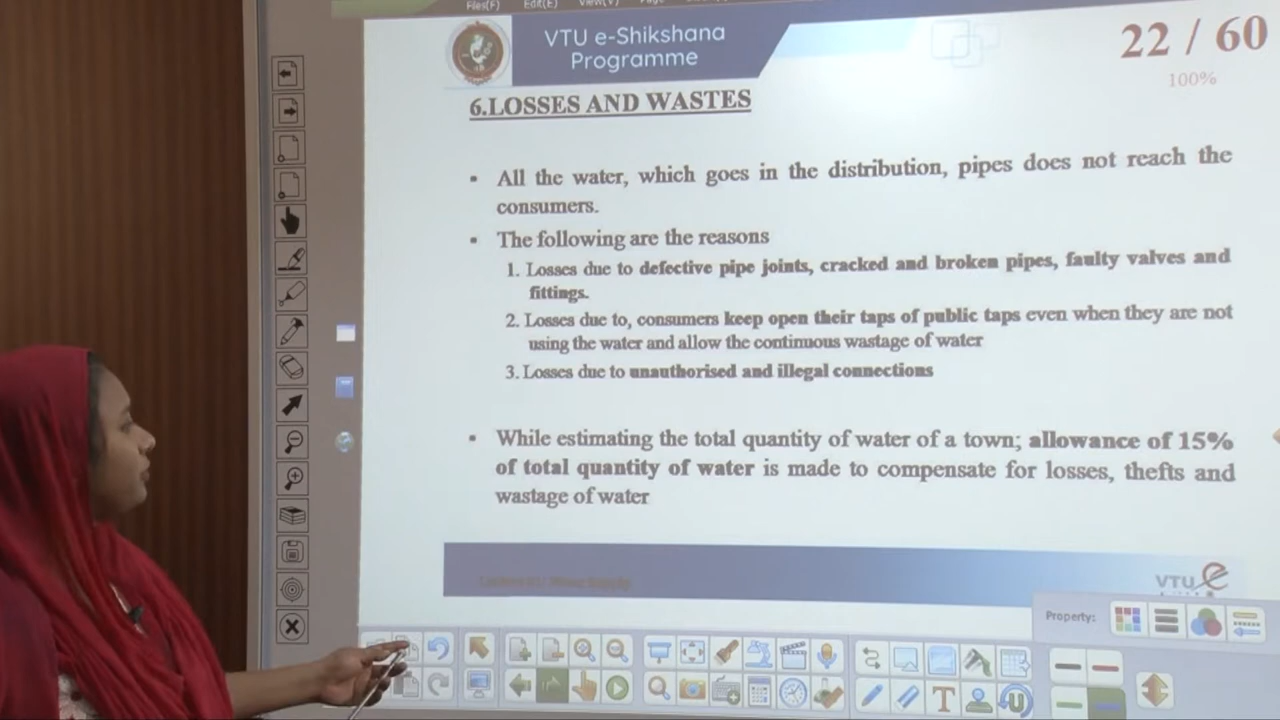 Files(F) Edit(E) View(V) Page
VTU e-Shikshana
Programme
22 / 60
100%
6.LOSSES AND WASTES
▪ All the water, which goes in the distribution, pipes does not reach the
consumers.
▪ The following are the reasons
1. Losses due to defective pipe joints, cracked and broken pipes, faulty valves and
fittings.
2. Losses due to, consumers keep open their taps of public taps even when they are not
using the water and allow the continuous wastage of water
3. Losses due to unauthorised and illegal connections
▪ While estimating the total quantity of water of a town; allowance of 15%
of total quantity of water is made to compensate for losses, thefts and
wastage of water
VTU e
Property: